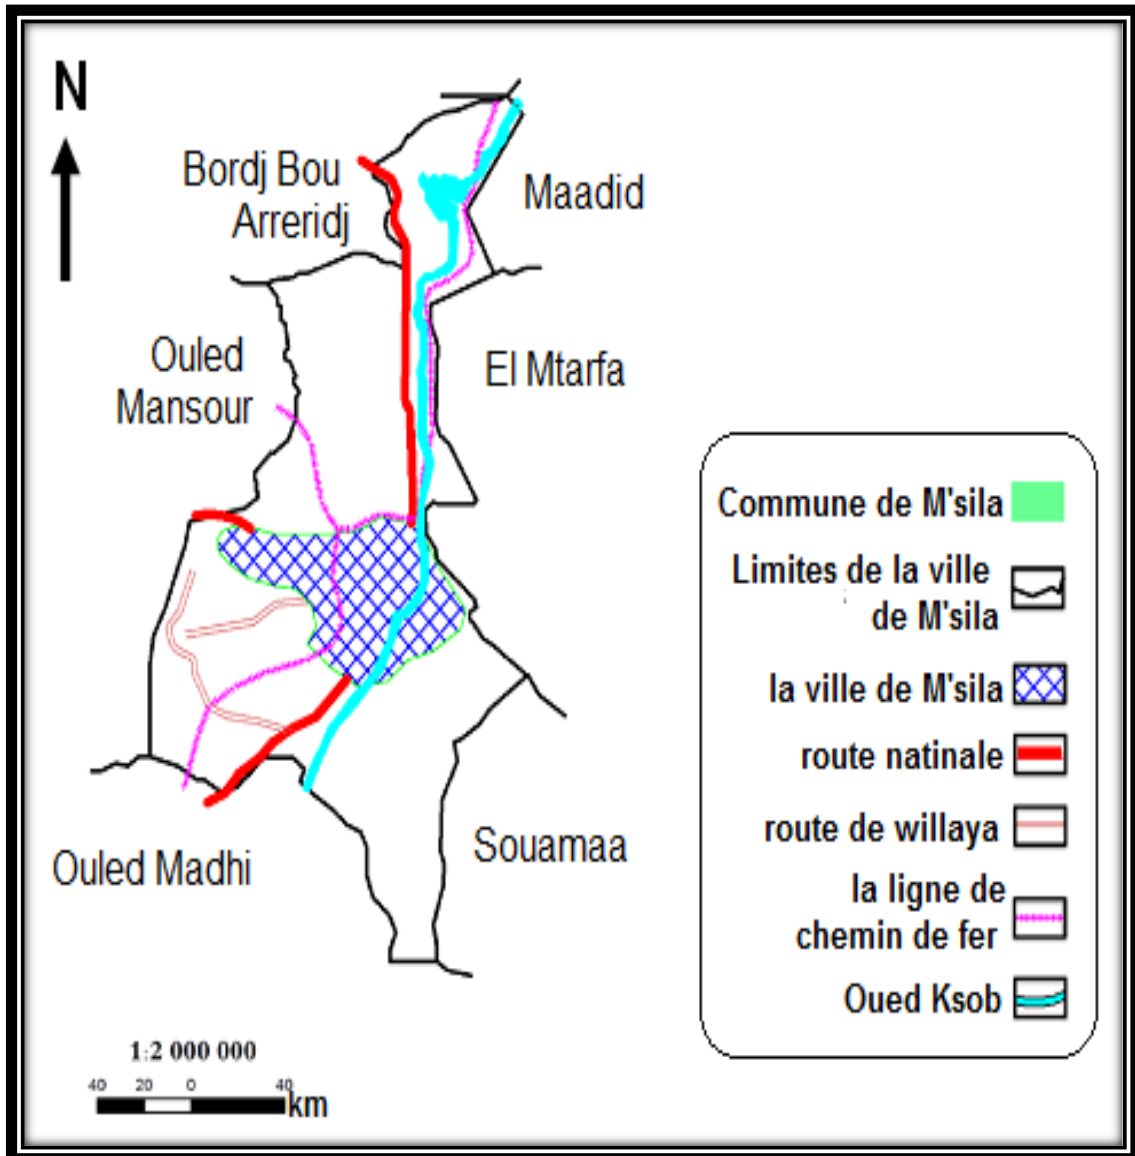 N
Bordj Bou
Arreridj
Maadid
Ouled
Mansour
El Mtarfa
Commune de M'sila
Limites de la ville
de M'sila
la ville de M'sila
route natinale
route de willaya
la ligne de
chemin de fer
Oued Ksob
Souamaa
Ouled Madhi
1:2 000 000
40 20 0 40
km